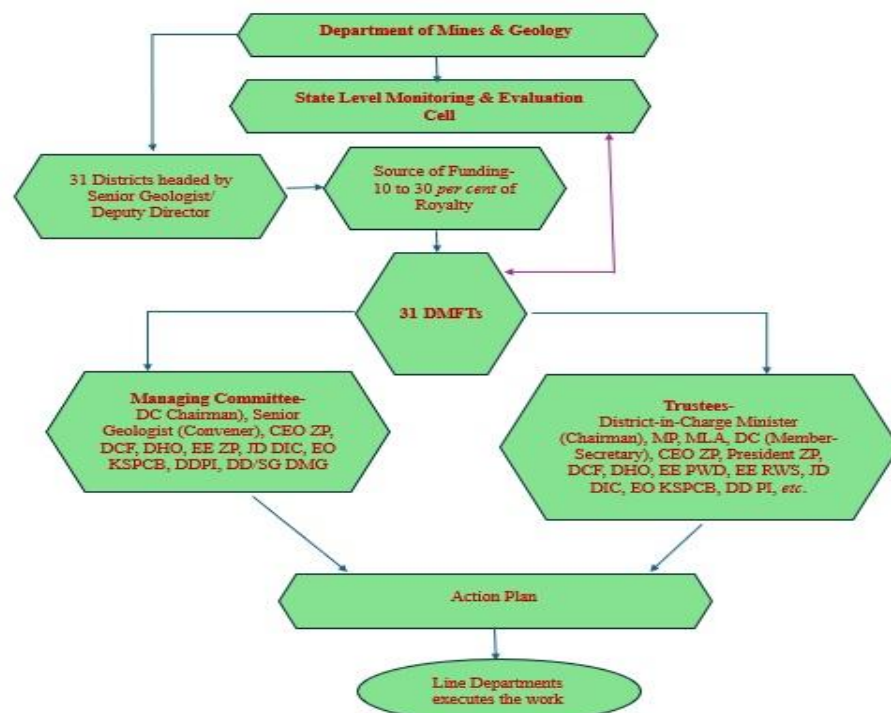 Department of Mines & Geology
State Level Monitoring & Evaluation
Cell
31 Districts headed by
Senior Geologist/
Deputy Director
Source of Funding-
10 to 30 per cent of
Royalty
31 DMFTs
Managing Committee-
DC Chairman), Senior
Geologist (Convener), CEO ZP,
DCF, DHO, EE ZP, JD DIC, EO
KSPCB, DDPI, DD/SG DMG
Trustees-
District-in-Charge Minister
(Chairman), MP, MLA, DC (Member-
Secretary), CEO ZP, President ZP,
DCF, DHO, EE PWD, EE RWS, JD
DIC, EO KSPCB, DD PI, etc.
Action Plan
Line Departments
executes the work